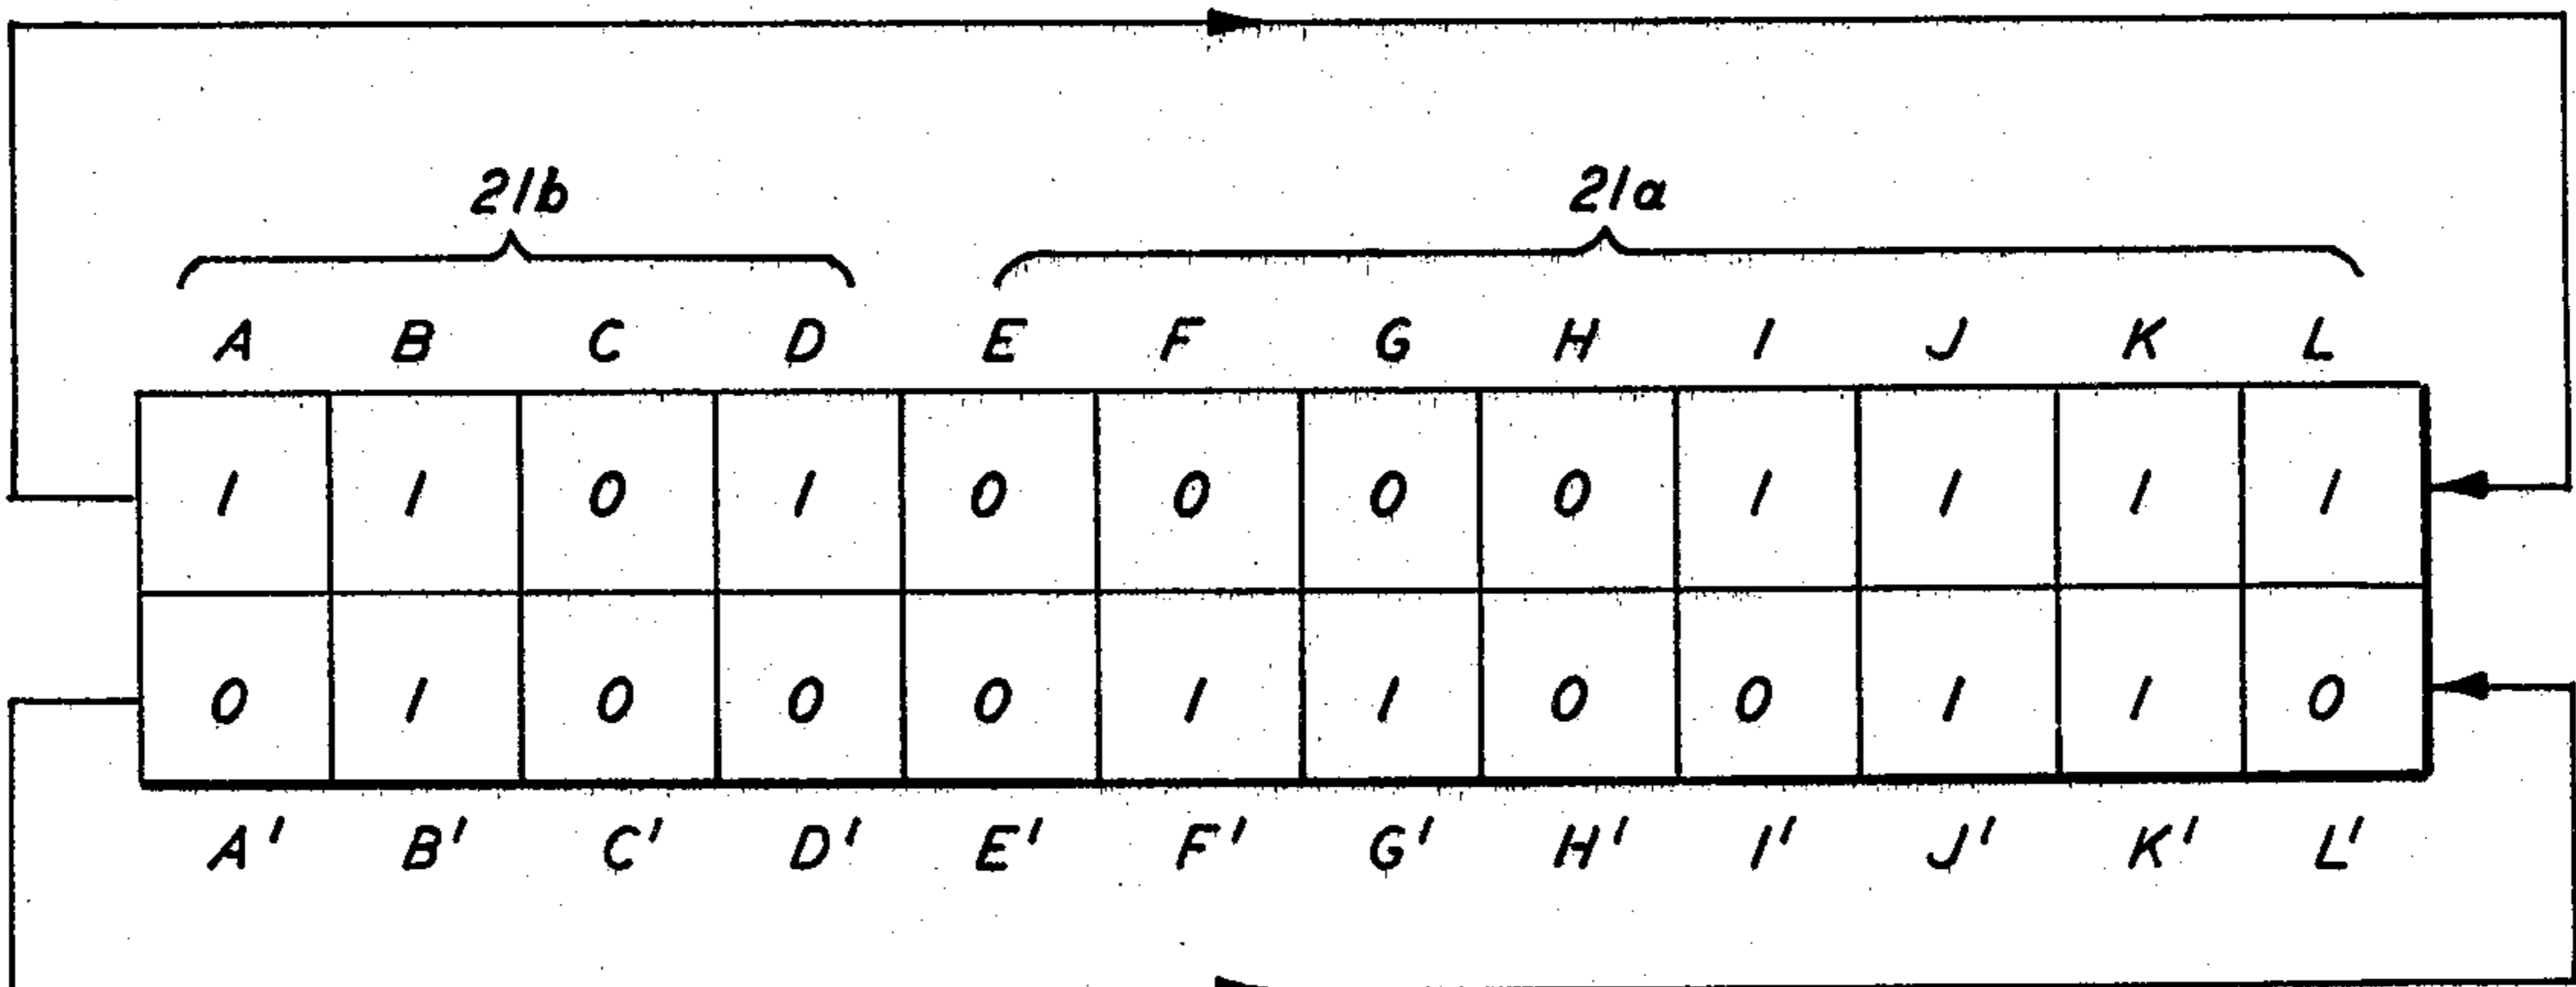 21b 21a
A B C D E F G H I J K L
1 1 0 1 0 0 0 0 1 1 1 1
0 1 0 0 0 1 1 0 0 1 1 0
A' B' C' D' E' F' G' H' I' J' K' L'